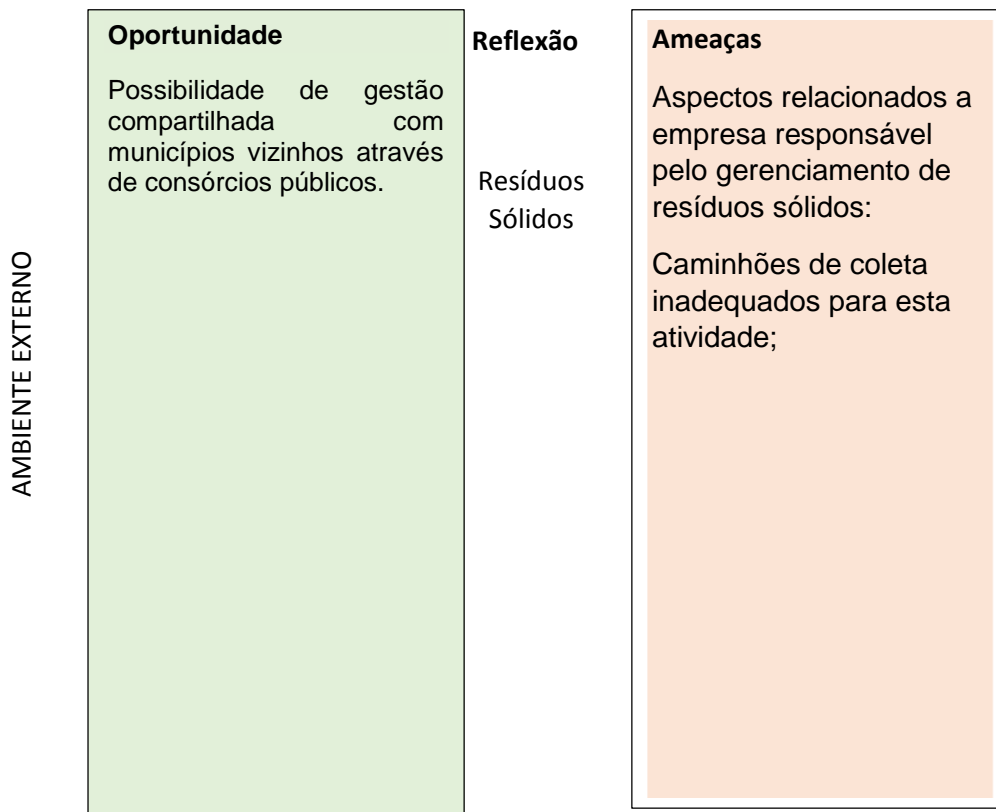 AMBIENTE EXTERNO
Oportunidade
Possibilidade de gestão
compartilhada com
municípios vizinhos através
de consórcios públicos.
Reflexão
Resíduos
Sólidos
Ameaças
Aspectos relacionados a
empresa responsável
pelo gerenciamento de
resíduos sólidos:
Caminhões de coleta
inadequados para esta
atividade;